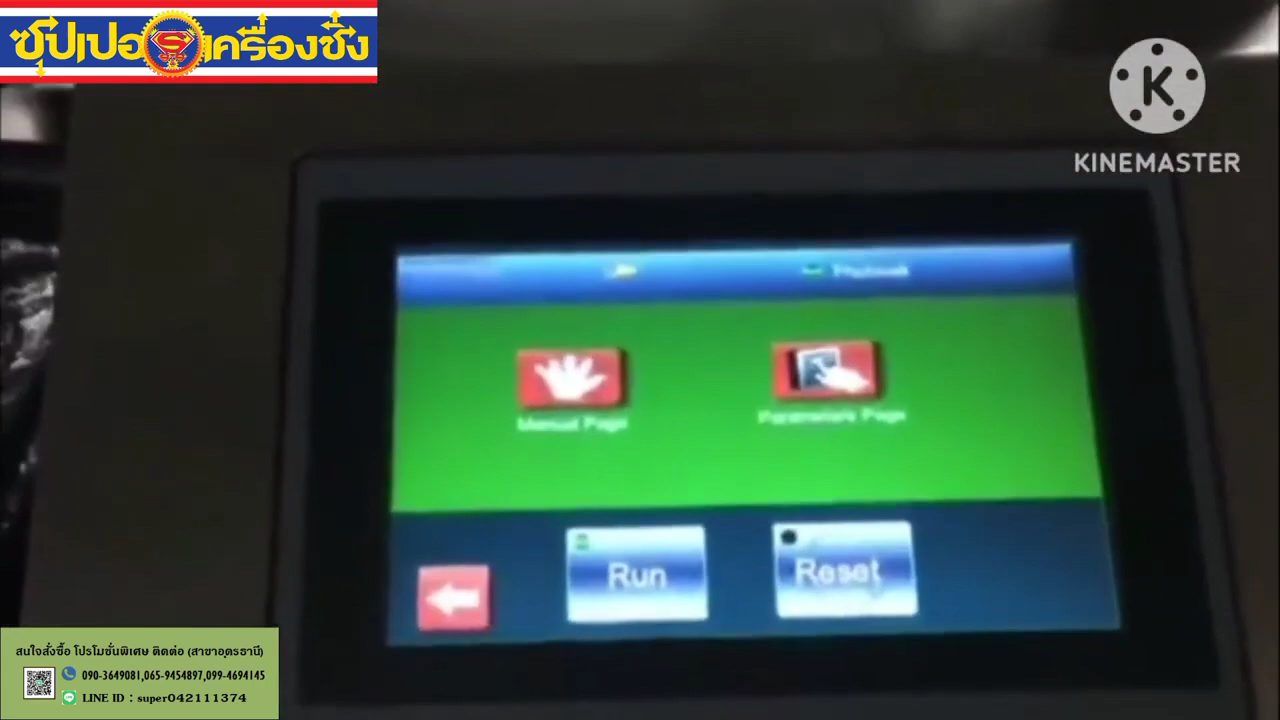 ซุปเปอร์เครื่องชั่ง
KINEMASTER
Manual Page
Parameters Page
Run
Reset
สนใจสั่งซื้อ โปรโมชั่นพิเศษ ติดต่อ (สาขาอุดรธานี)
090-3649081,065-9454897,099-4694145
LINE ID : super042111374